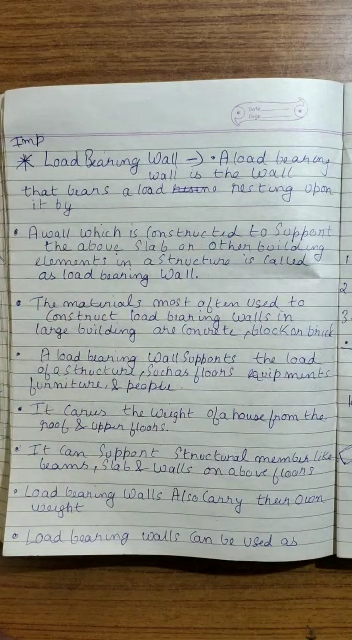 Date
Page
Imp
* Load Bearing Wall → • A load bearing
wall is the wall
that bears a load resting upon
it by
• A wall which is constructed to support
the above slab or other building
elements in a structure is called
as load bearing wall.
• The materials most often used to
construct load bearing walls in
large building are concrete, block or brick
• A load bearing wall supports the load
of a structure, such as floors equipments
furniture, & people
• It carries the weight of a house from the
roof & upper floors.
• It can support structural member like
beams, slab & walls on above floors
• Load bearing walls Also carry their own
weight
• Load bearing walls can be used as
1
2
3